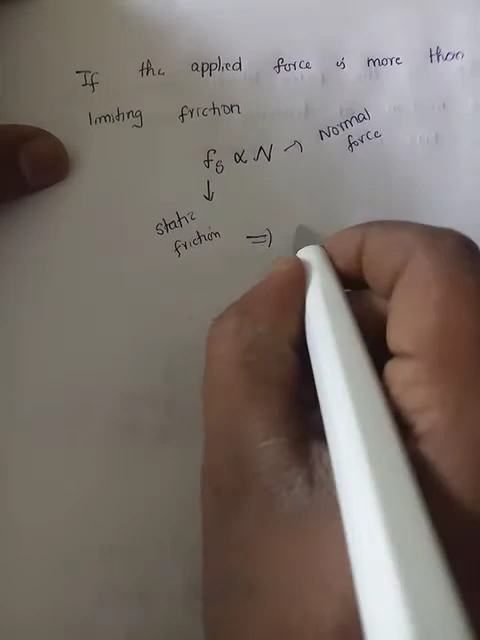 If the applied force is more than
limiting friction
fs ∝ N → Normal force
↓
static
friction ⇒